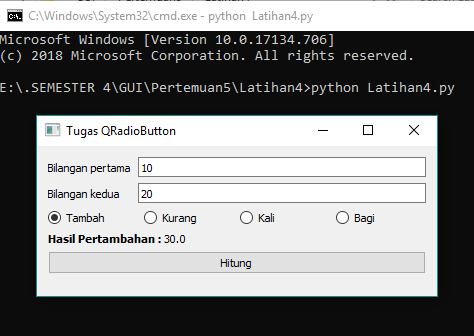 C:\Windows\System32\cmd.exe - python  Latihan4.py
Microsoft Windows [Version 10.0.17134.706]
(c) 2018 Microsoft Corporation. All rights reserved.
E:\.SEMESTER 4\GUI\Pertemuan5\Latihan4>python Latihan4.py
Tugas QRadioButton
Bilangan pertama 10
Bilangan kedua 20
Tambah Kurang Kali Bagi
Hasil Pertambahan : 30.0
Hitung